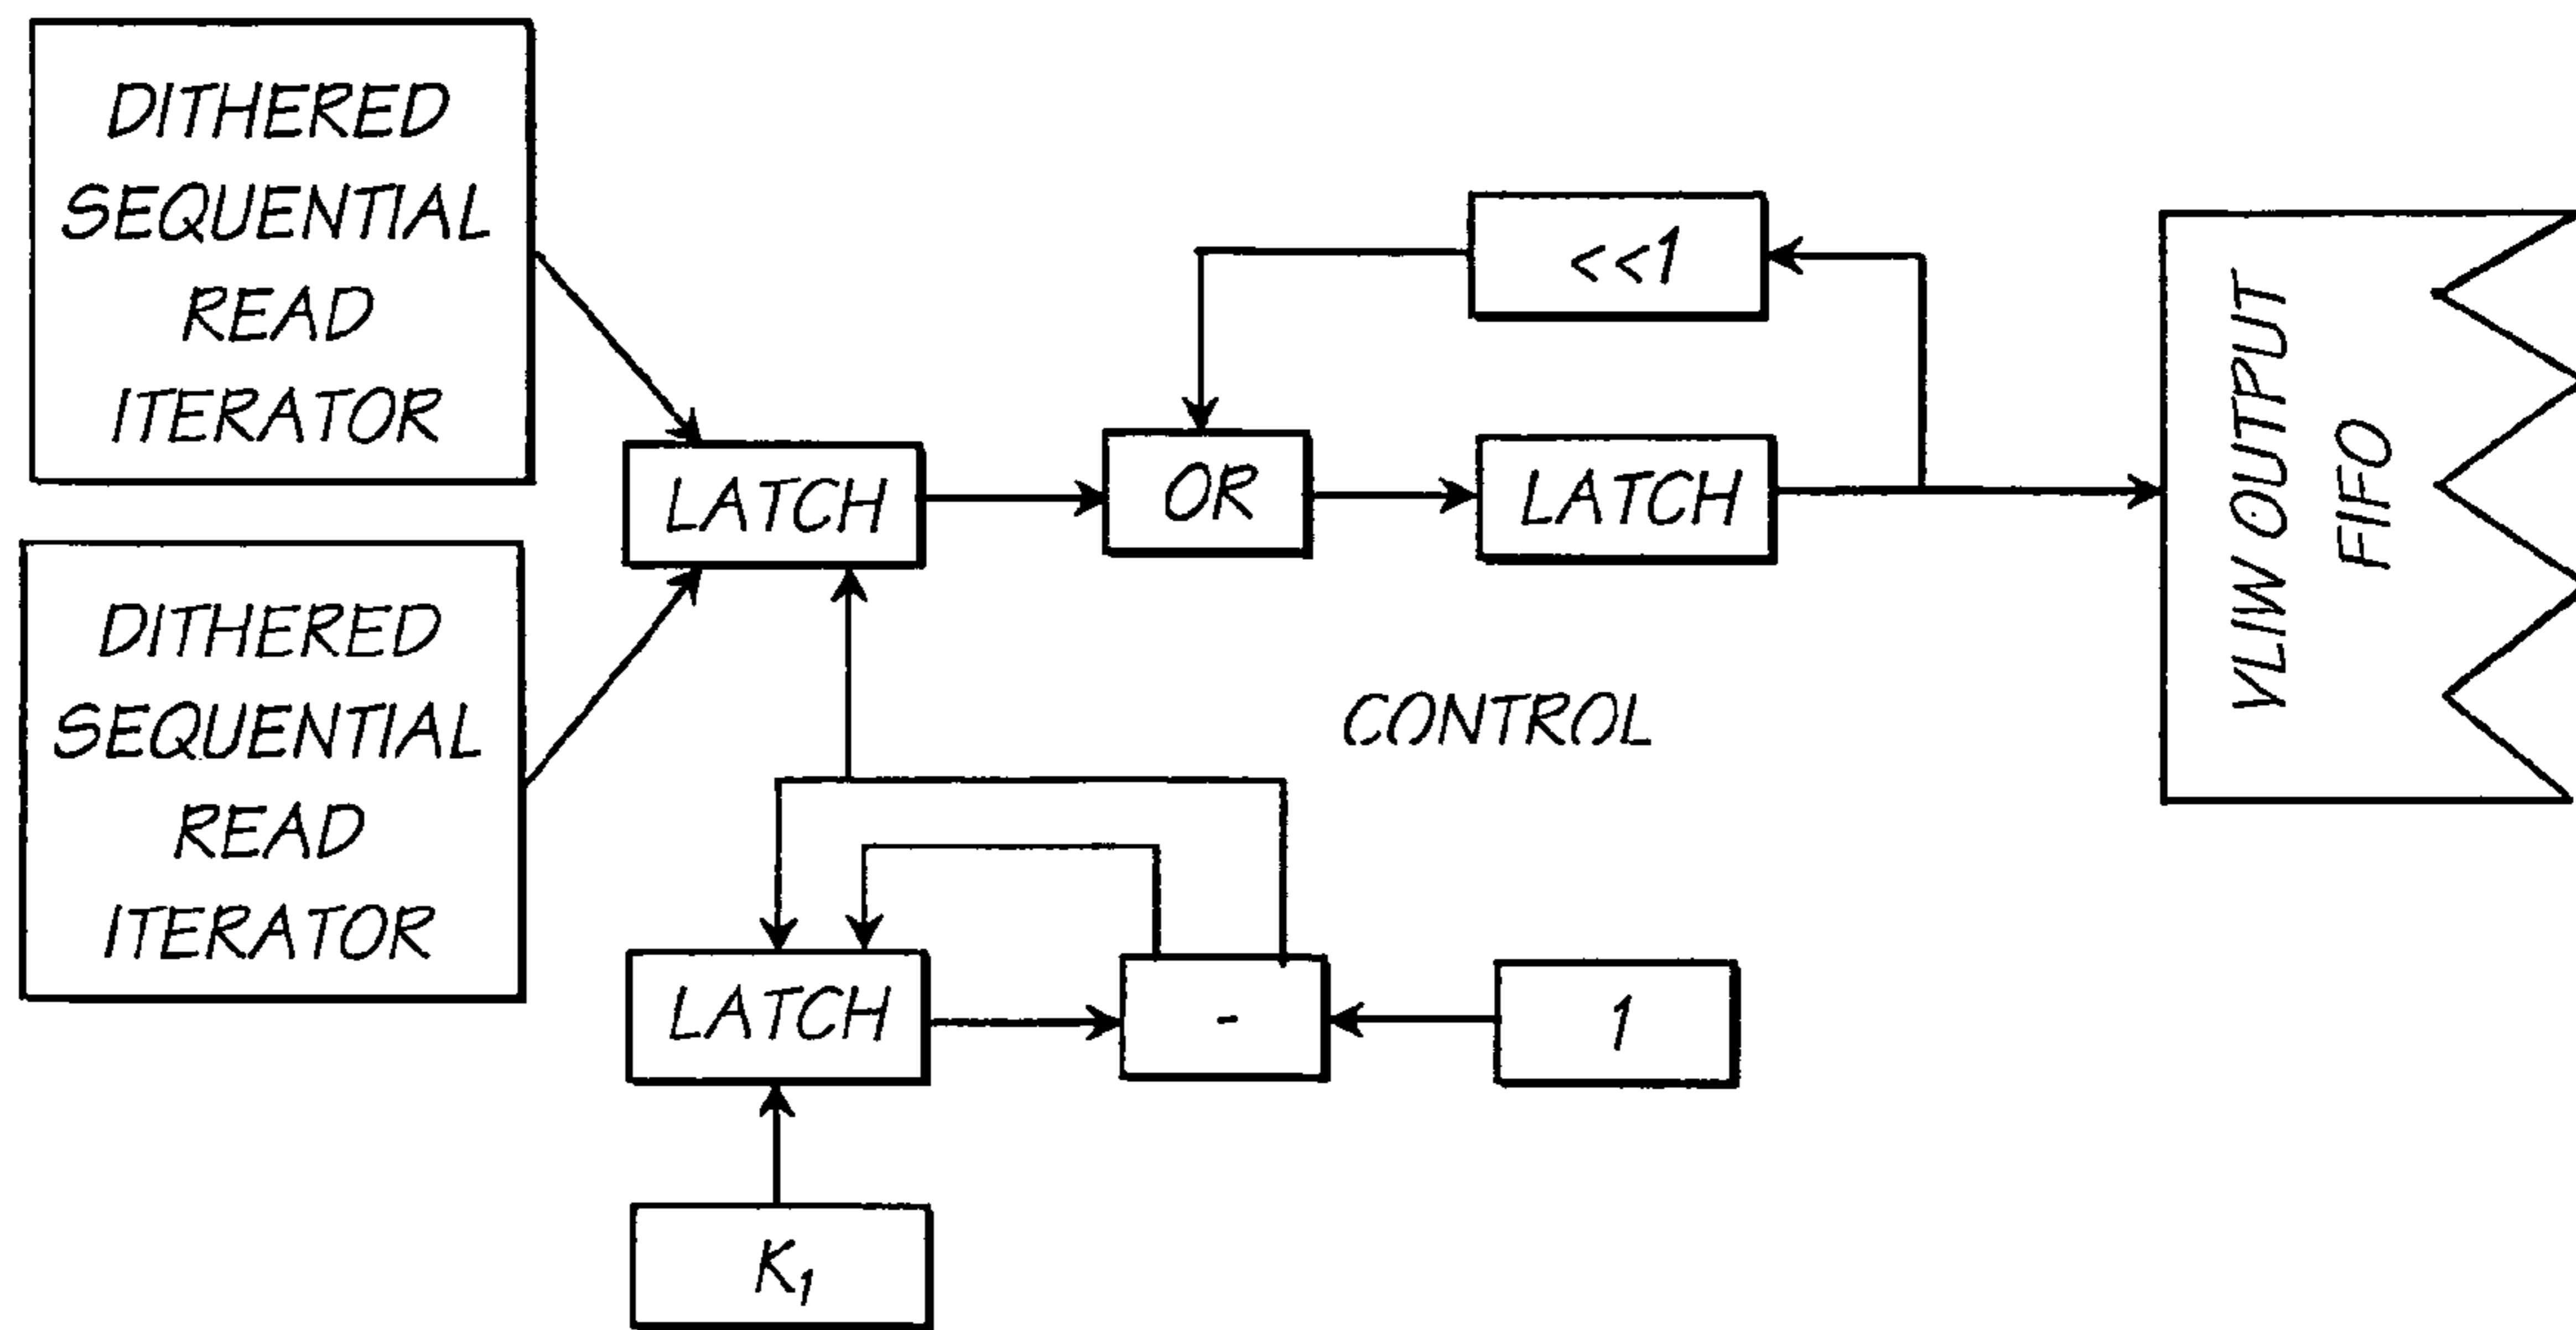 DITHERED
SEQUENTIAL
READ
ITERATOR
<<1
LATCH
OR
LATCH
VLIW OUTPUT
FIFO
DITHERED
SEQUENTIAL
READ
ITERATOR
CONTROL
LATCH
-
1
K₁